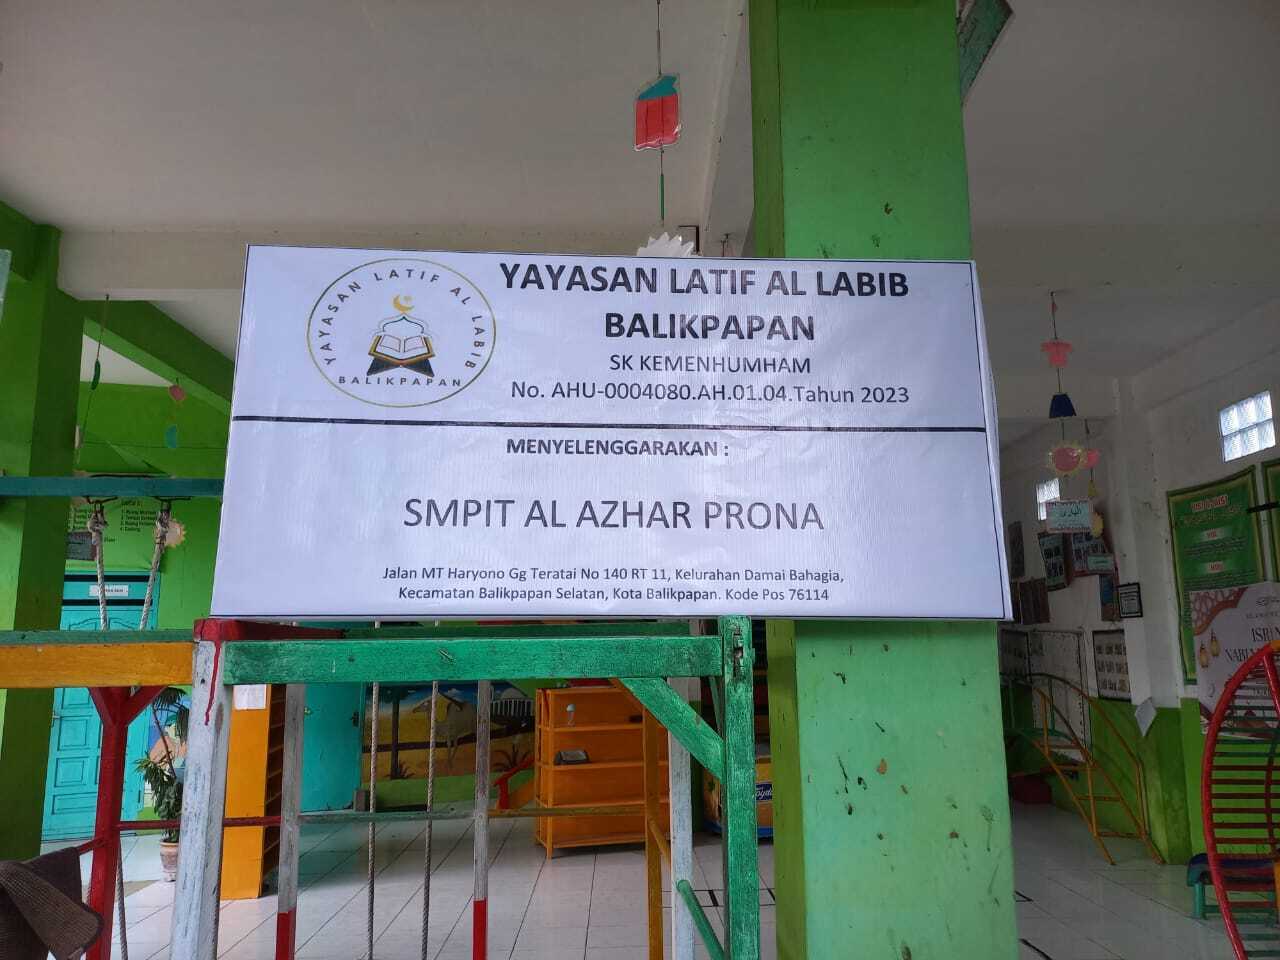 YAYASAN LATIF AL LABIB
BALIKPAPAN
YAYASAN LATIF AL LABIB
BALIKPAPAN
SK KEMENHUMHAM
No. AHU-0004080.AH.01.04.Tahun 2023
MENYELENGGARAKAN :
SMPIT AL AZHAR PRONA
Jalan MT Haryono Gg Teratai No 140 RT 11, Kelurahan Damai Bahagia,
Kecamatan Balikpapan Selatan, Kota Balikpapan. Kode Pos 76114